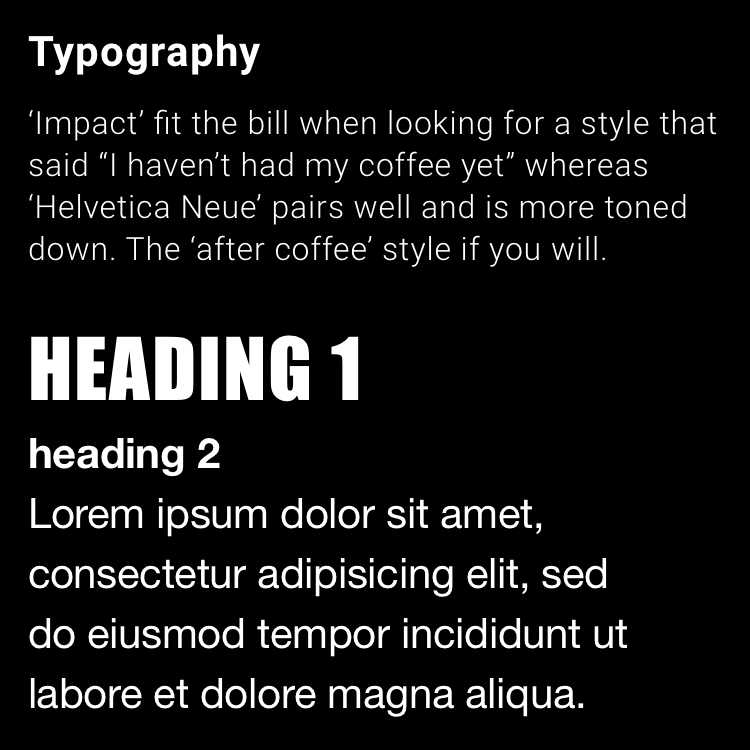 Typography
‘Impact’ fit the bill when looking for a style that
said “I haven’t had my coffee yet” whereas
‘Helvetica Neue’ pairs well and is more toned
down. The ‘after coffee’ style if you will.
HEADING 1
heading 2
Lorem ipsum dolor sit amet,
consectetur adipisicing elit, sed
do eiusmod tempor incididunt ut
labore et dolore magna aliqua.